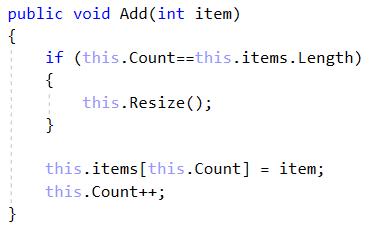 public void Add(int item)
{
    if (this.Count==this.items.Length)
    {
        this.Resize();
    }

    this.items[this.Count] = item;
    this.Count++;
}